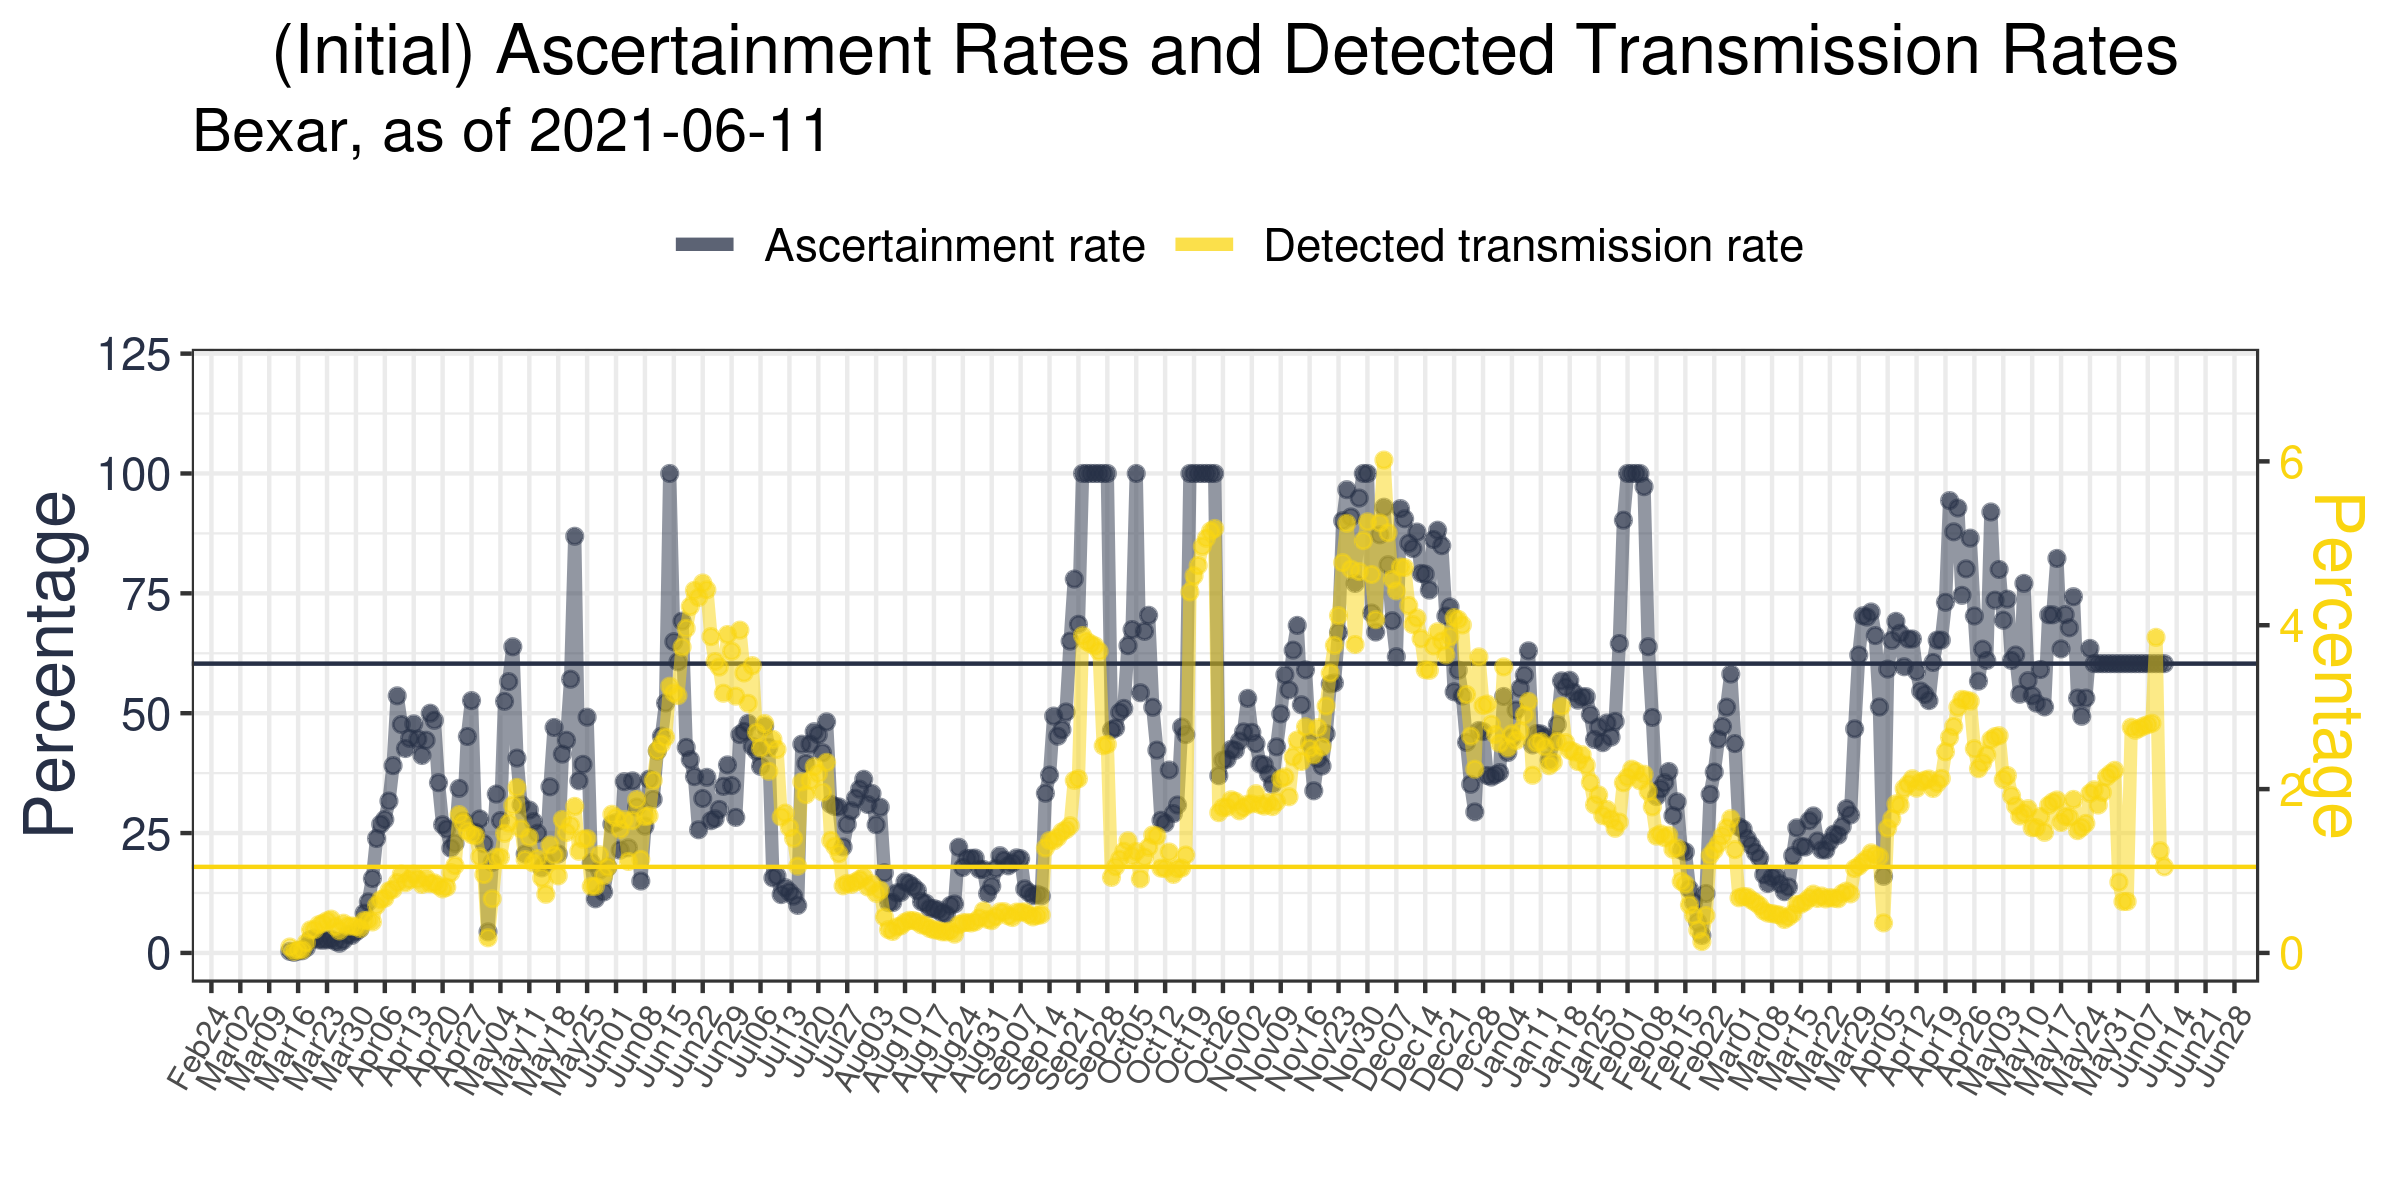 (Initial) Ascertainment Rates and Detected Transmission Rates
Bexar, as of 2021-06-11
Ascertainment rate
Detected transmission rate
Percentage
125
100
75
50
25
0
6
4
2
0
Percentage
Feb24
Mar02
Mar09
Mar16
Mar23
Mar30
Apr06
Apr13
Apr20
Apr27
May04
May11
May18
May25
Jun01
Jun08
Jun15
Jun22
Jun29
Jul06
Jul13
Jul20
Jul27
Aug03
Aug10
Aug17
Aug24
Aug31
Sep07
Sep14
Sep21
Sep28
Oct05
Oct12
Oct19
Oct26
Nov02
Nov09
Nov16
Nov23
Nov30
Dec07
Dec14
Dec21
Dec28
Jan04
Jan11
Jan18
Jan25
Feb01
Feb08
Feb15
Feb22
Mar01
Mar08
Mar15
Mar22
Mar29
Apr05
Apr12
Apr19
Apr26
May03
May10
May17
May24
May31
Jun07
Jun14
Jun21
Jun28